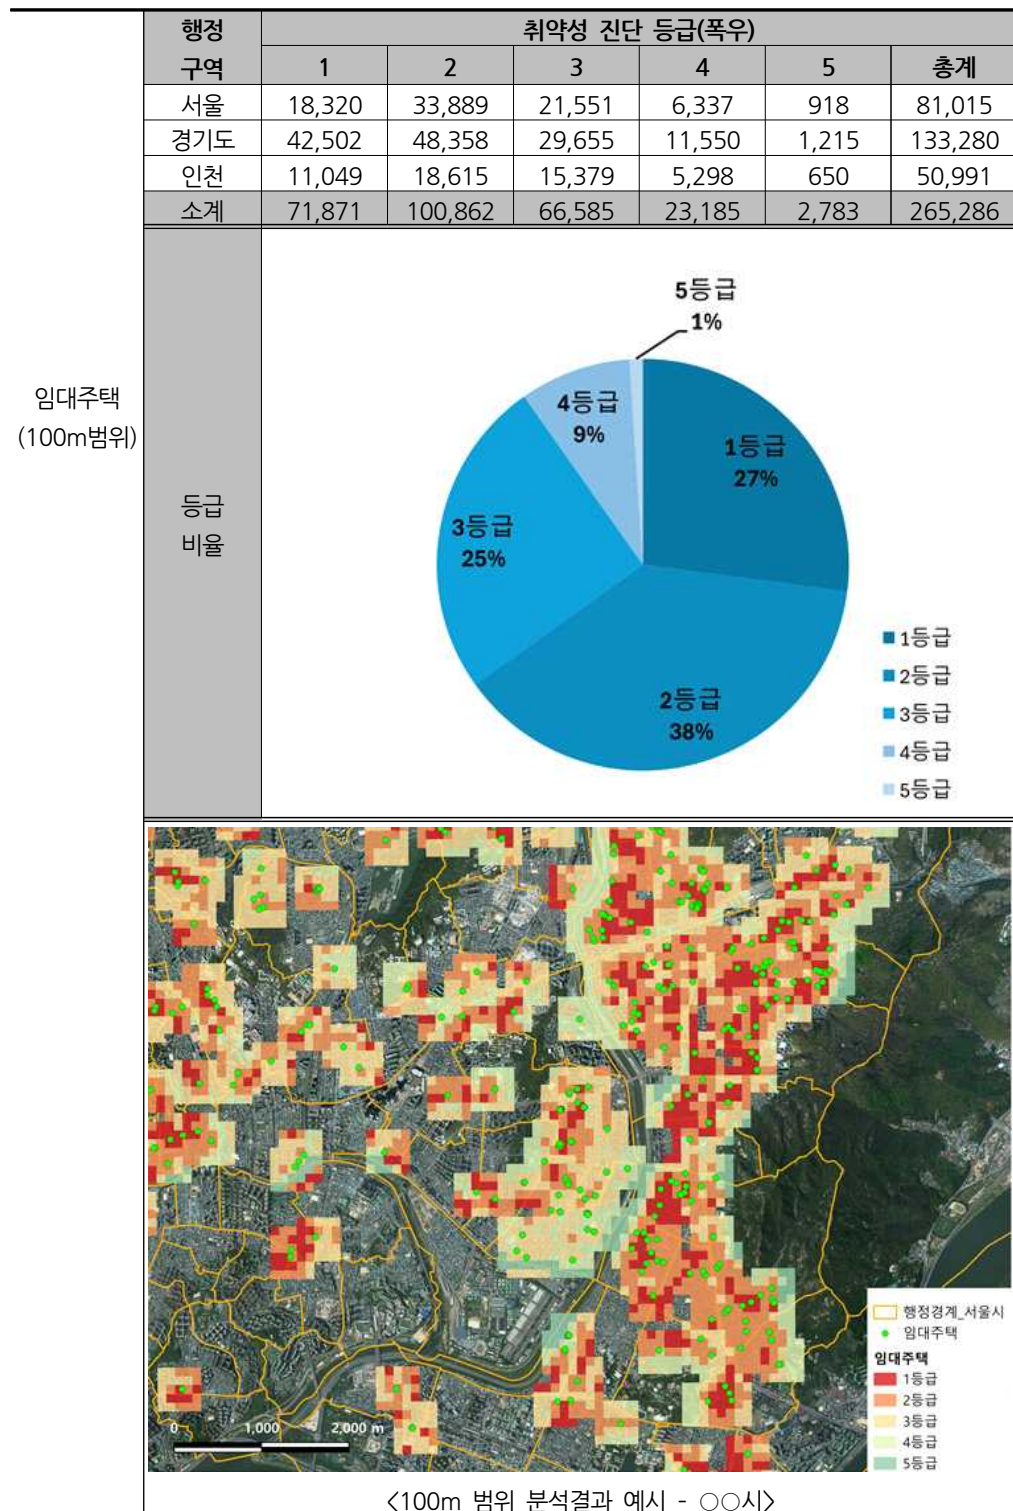 행정 취약성 진단 등급(폭우)
구역 1 2 3 4 5 총계
서울 18,320 33,889 21,551 6,337 918 81,015
경기도 42,502 48,358 29,655 11,550 1,215 133,280
인천 11,049 18,615 15,379 5,298 650 50,991
소계 71,871 100,862 66,585 23,185 2,783 265,286
임대주택
(100m범위)
등급
비율
5등급
1%
4등급
9%
1등급
27%
3등급
25%
2등급
38%
1등급
2등급
3등급
4등급
5등급
행정경계_서울시
임대주택
임대주택
1등급
2등급
3등급
4등급
5등급
0 1,000 2,000 m
<100m 범위 분석결과 예시 - ○○시>